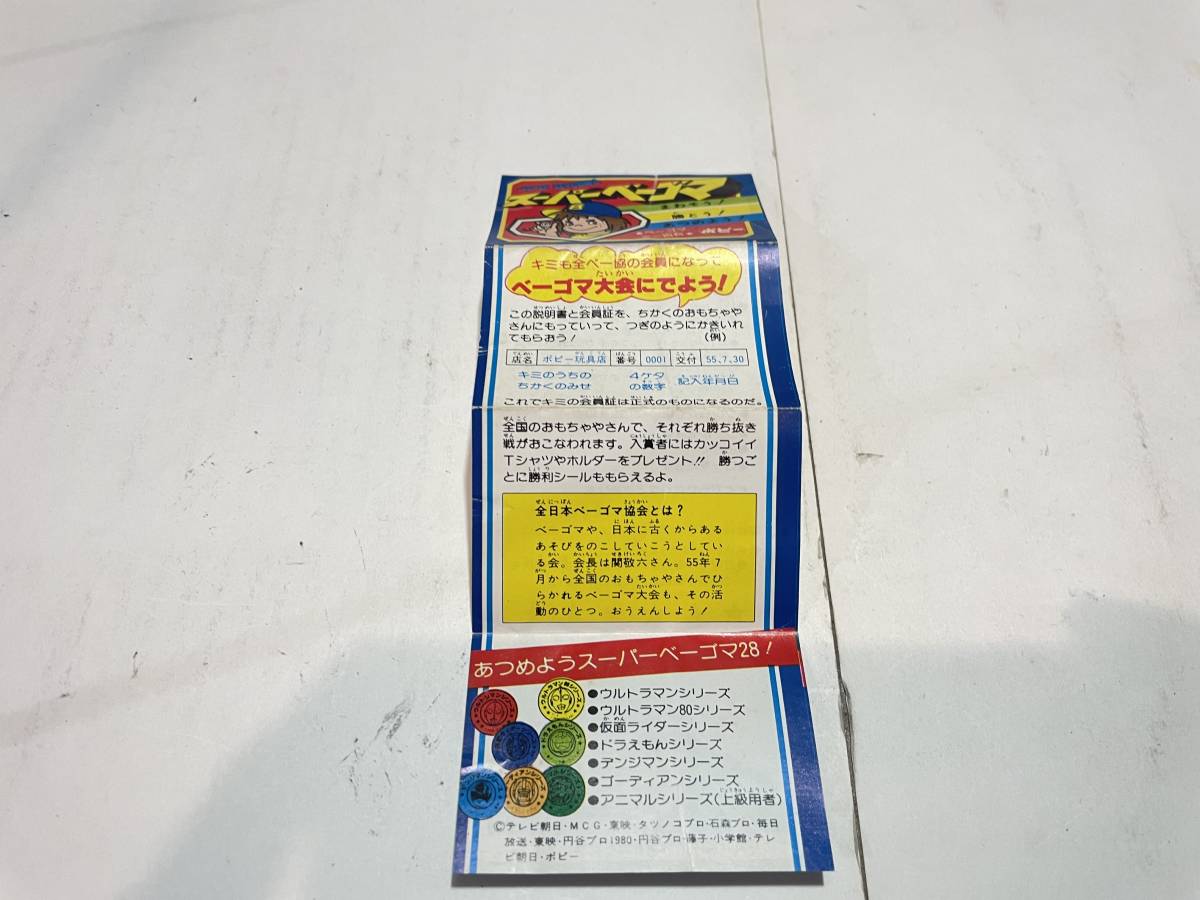 スーパーベーゴマ
まわそう!
勝とう!
あつめよう!
ポピー
キミも全ベー協の会員になって
ベーゴマ大会にでよう!
この説明書と会員証を、ちかくのおもちゃや
さんにもっていって、つぎのようにかきいれ
てもらおう! (例)
店名 ポピー玩具店 番号 0001 交付 55.7.30
キミのうちの 4ケタ 記入年月日
ちかくのみせ の数字
これでキミの会員証は正式のものになるのだ。
全国のおもちゃやさんで、それぞれ勝ち抜き
戦がおこなわれます。入賞者にはカッコイイ
Tシャツやホルダーをプレゼント!! 勝つご
とに勝利シールももらえるよ。
全日本ベーゴマ協会とは?
ベーゴマや、日本に古くからある
あそびをのこしていこうとしてい
る会。会長は関敬六さん。55年7
月から全国のおもちゃやさんでひ
らかれるベーゴマ大会も、その活
動のひとつ。おうえんしよう!
あつめようスーパーベーゴマ28!
●ウルトラマンシリーズ
●ウルトラマン80シリーズ
●仮面ライダーシリーズ
●ドラえもんシリーズ
●デンジマンシリーズ
●ゴーディアンシリーズ
●アニマルシリーズ(上級用者)
©テレビ朝日・MCG・東映・タツノコプロ・石森プロ・毎日
放送・東映・円谷プロ1980・円谷プロ・藤子・小学館・テレ
ビ朝日・ポピー